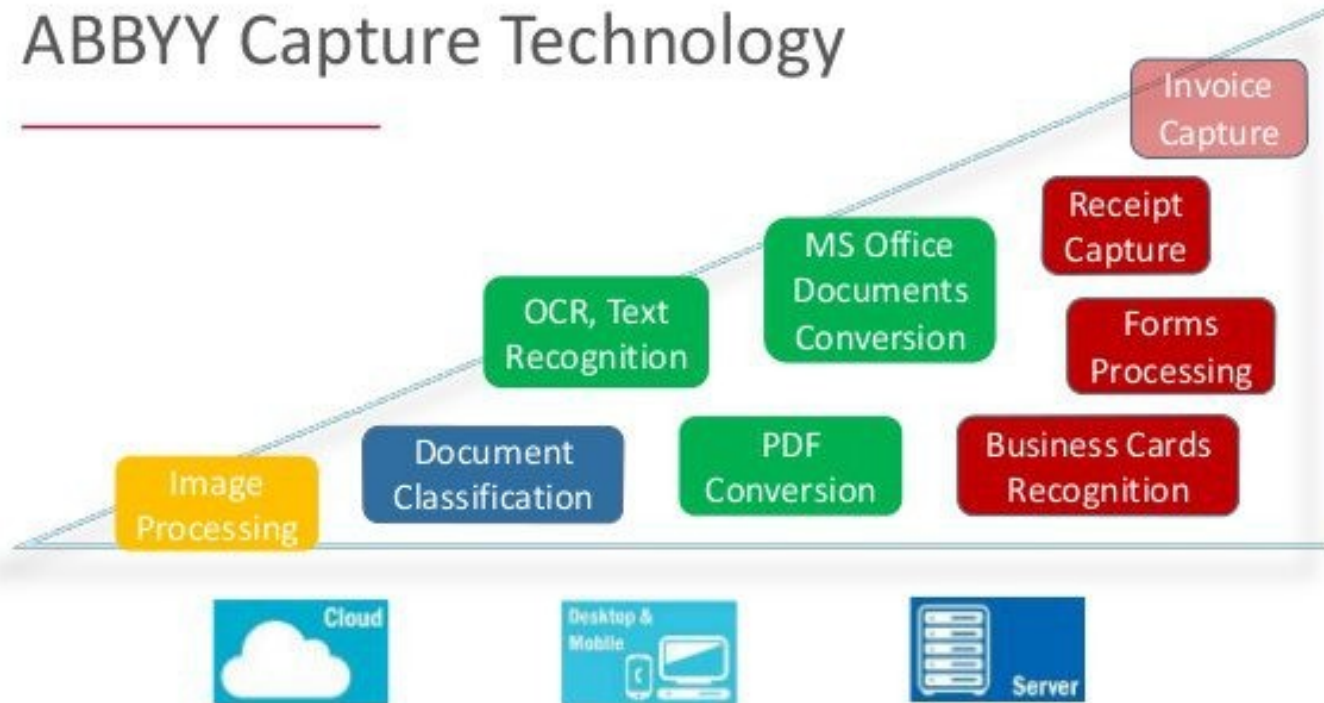 ABBYY Capture Technology
Invoice
Capture
Receipt
Capture
MS Office
Documents
Conversion
OCR, Text
Recognition
Forms
Processing
Image
Processing
Document
Classification
PDF
Conversion
Business Cards
Recognition
Cloud
Desktop &
Mobile
Server